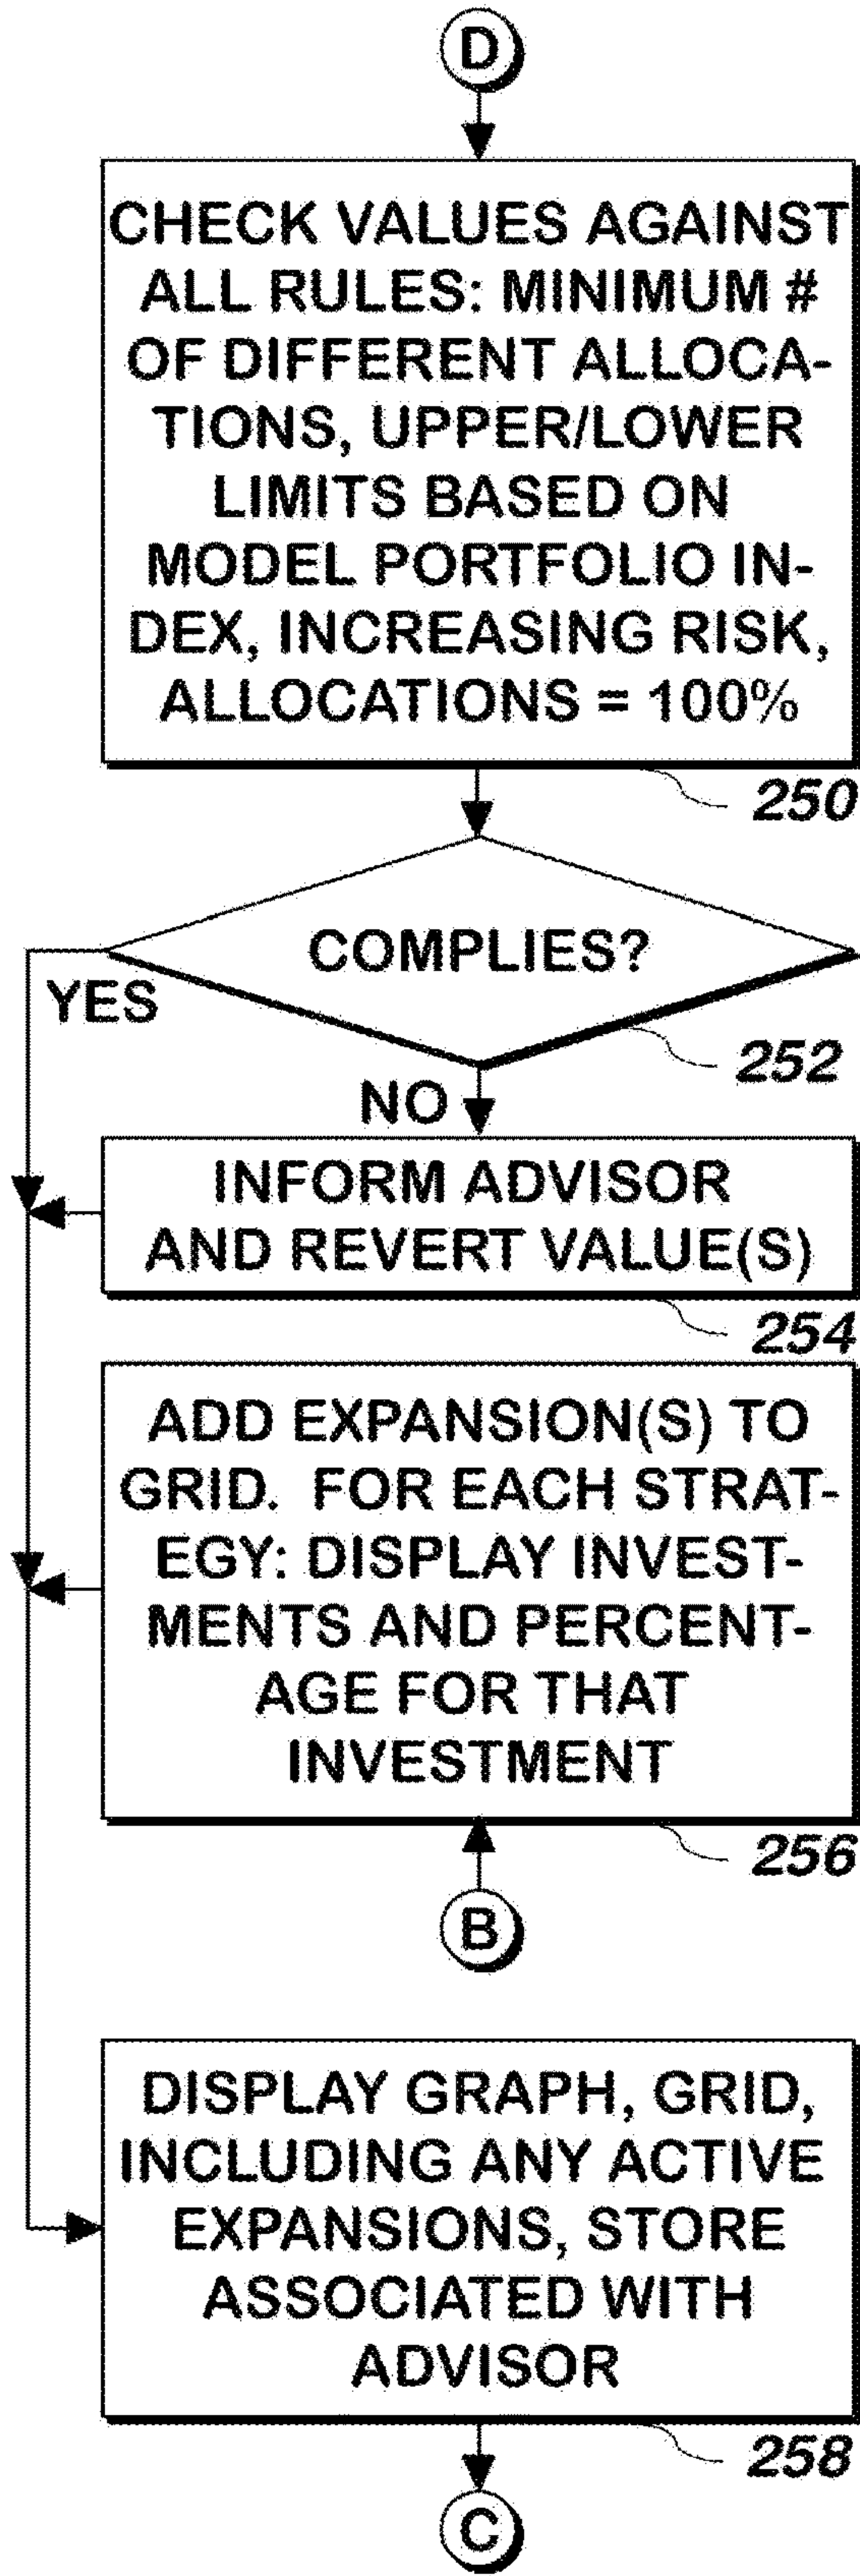 D
CHECK VALUES AGAINST
ALL RULES: MINIMUM #
OF DIFFERENT ALLOCA-
TIONS, UPPER/LOWER
LIMITS BASED ON
MODEL PORTFOLIO IN-
DEX, INCREASING RISK,
ALLOCATIONS = 100%
250
COMPLIES?
YES
252
NO
INFORM ADVISOR
AND REVERT VALUE(S)
254
ADD EXPANSION(S) TO
GRID. FOR EACH STRAT-
EGY: DISPLAY INVEST-
MENTS AND PERCENT-
AGE FOR THAT
INVESTMENT
256
B
DISPLAY GRAPH, GRID,
INCLUDING ANY ACTIVE
EXPANSIONS, STORE
ASSOCIATED WITH
ADVISOR
258
C